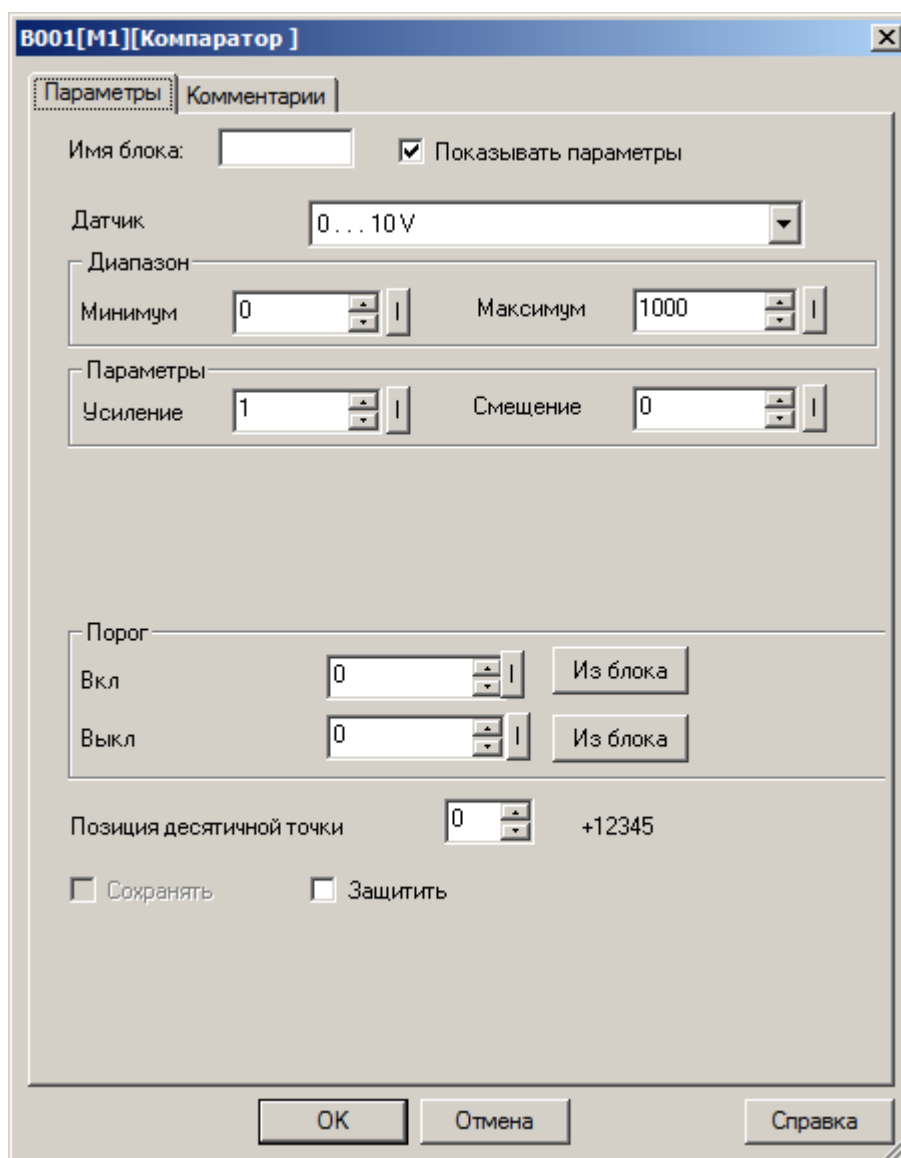 B001[M1][Компаратор ]
Параметры Комментарии
Имя блока: Показывать параметры
Датчик 0...10 V
Диапазон
Минимум 0 Максимум 1000
Параметры
Усиление 1 Смещение 0
Порог
Вкл 0 Из блока
Выкл 0 Из блока
Позиция десятичной точки 0 +12345
Сохранять Защитить
OK Отмена Справка